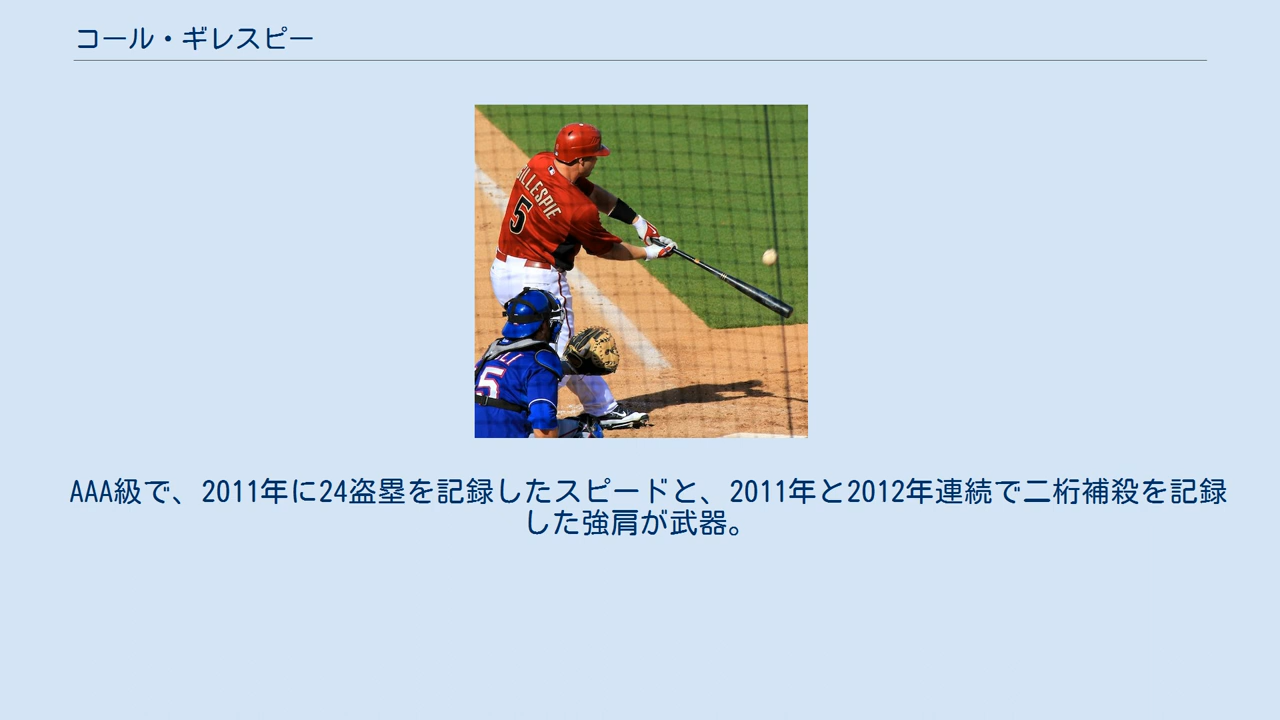 コール・ギレスピー
GILLESPIE
5
5
AAA級で、2011年に24盗塁を記録したスピードと、2011年と2012年連続で二桁補殺を記録
した強肩が武器。